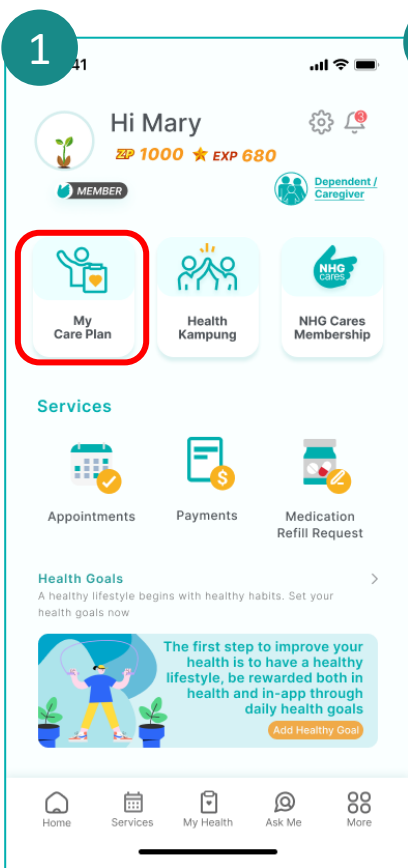 1
41
Hi Mary
3
ZP 1000 EXP 680
MEMBER
Dependent /
Caregiver
NHG
cares
My
Care Plan
Health
Kampung
NHG Cares
Membership
Services
Appointments
Payments
Medication
Refill Request
Health Goals
A healthy lifestyle begins with healthy habits. Set your
health goals now
The first step to improve your
health is to have a healthy
lifestyle, be rewarded both in
health and in-app through
daily health goals
Add Healthy Goal
Home
Services
My Health
Ask Me
More